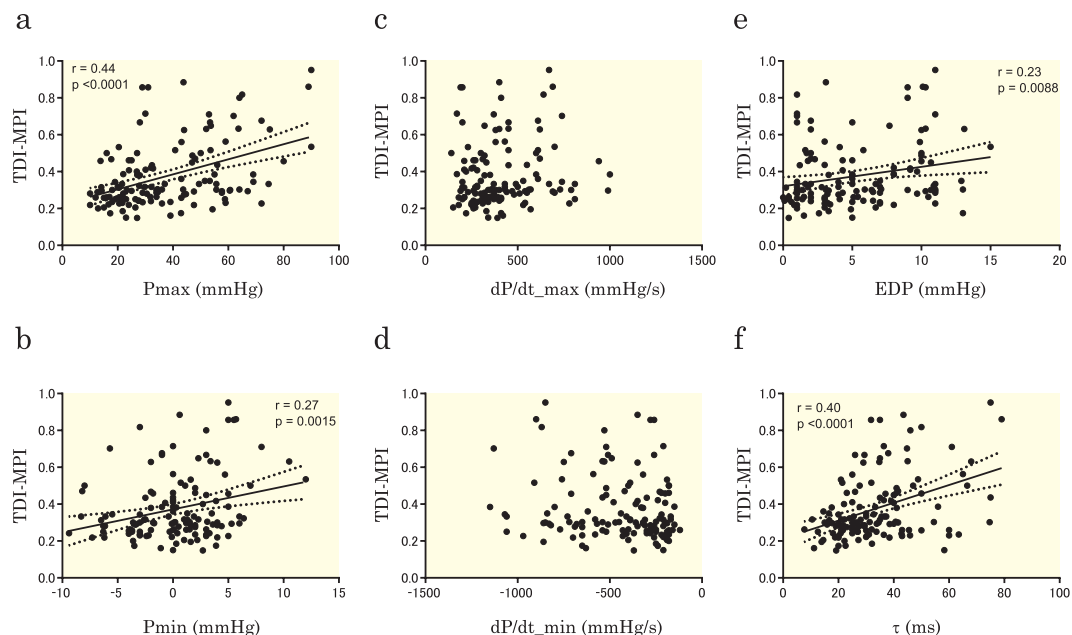 a
r = 0.44
p <0.0001
TDI-MPI
1.0
0.8
0.6
0.4
0.2
0.0
0 20 40 60 80 100
Pmax (mmHg)
c
TDI-MPI
1.0
0.8
0.6
0.4
0.2
0.0
0 500 1000 1500
dP/dt_max (mmHg/s)
e
r = 0.23
p = 0.0088
TDI-MPI
1.0
0.8
0.6
0.4
0.2
0.0
0 5 10 15 20
EDP (mmHg)
b
r = 0.27
p = 0.0015
TDI-MPI
1.0
0.8
0.6
0.4
0.2
0.0
-10 -5 0 5 10 15
Pmin (mmHg)
d
TDI-MPI
1.0
0.8
0.6
0.4
0.2
0.0
-1500 -1000 -500 0
dP/dt_min (mmHg/s)
f
r = 0.40
p <0.0001
TDI-MPI
1.0
0.8
0.6
0.4
0.2
0.0
0 20 40 60 80 100
τ (ms)